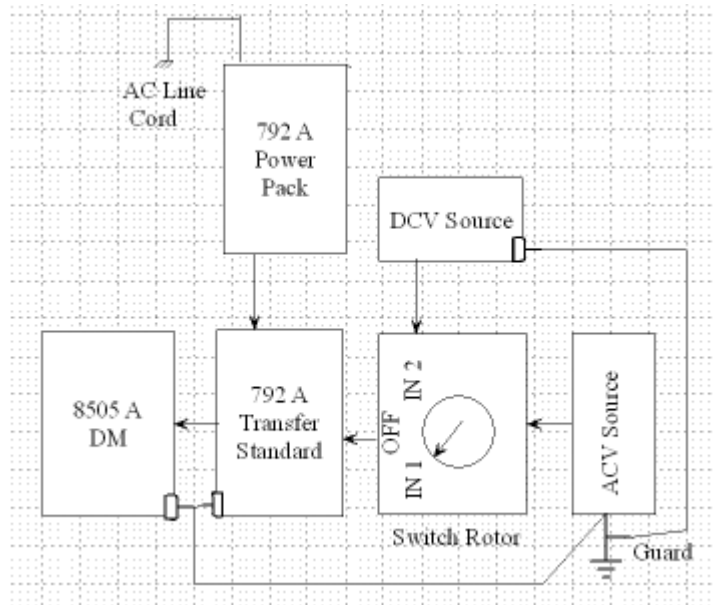 AC Line
Cord
792 A
Power
Pack
DCV Source
8505 A
DM
792 A
Transfer
Standard
IN 1
OFF
IN 2
ACV Source
Switch Rotor
Guard